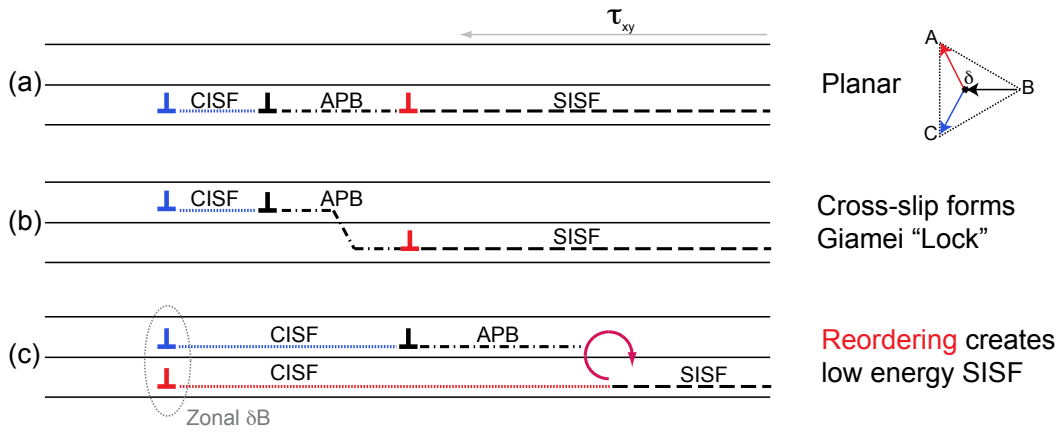 τxy
(a)
CISF
APB
SISF
Planar
A
δ
B
C
(b)
CISF
APB
SISF
Cross-slip forms
Giamei “Lock”
(c)
CISF
APB
CISF
SISF
Zonal δB
Reordering creates
low energy SISF